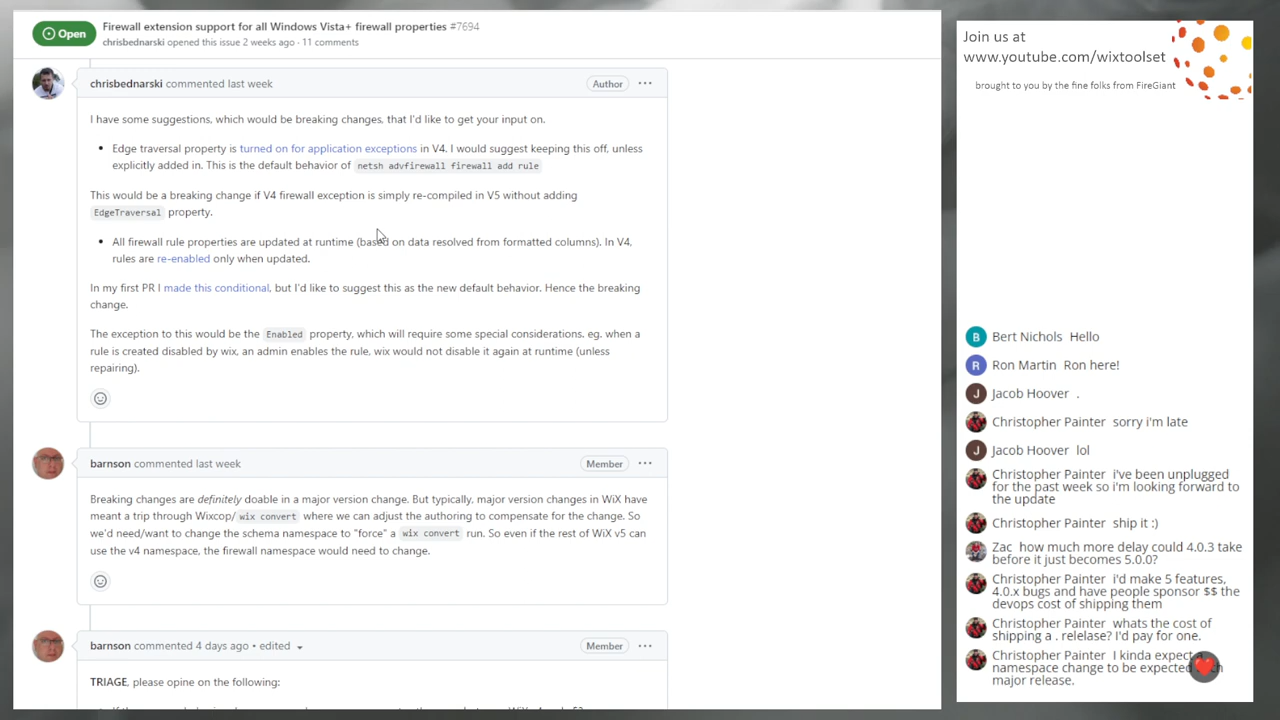 Open
Firewall extension support for all Windows Vista+ firewall properties #7694
chrisbednarski opened this issue 2 weeks ago · 11 comments
chrisbednarski commented last week
Author
I have some suggestions, which would be breaking changes, that I'd like to get your input on.
• Edge traversal property is turned on for application exceptions in V4. I would suggest keeping this off, unless
explicitly added in. This is the default behavior of netsh advfirewall firewall add rule
This would be a breaking change if V4 firewall exception is simply re-compiled in V5 without adding
EdgeTraversal property.
• All firewall rule properties are updated at runtime (based on data resolved from formatted columns). In V4,
rules are re-enabled only when updated.
In my first PR I made this conditional, but I'd like to suggest this as the new default behavior. Hence the breaking
change.
The exception to this would be the Enabled property, which will require some special considerations. eg. when a
rule is created disabled by wix, an admin enables the rule, wix would not disable it again at runtime (unless
repairing).
barnson commented last week
Member
Breaking changes are definitely doable in a major version change. But typically, major version changes in WiX have
meant a trip through Wixcop/ wix convert where we can adjust the authoring to compensate for the change. So
we'd need/want to change the schema namespace to "force" a wix convert run. So even if the rest of WiX v5 can
use the v4 namespace, the firewall namespace would need to change.
barnson commented 4 days ago • edited
Member
TRIAGE, please opine on the following:
Join us at
www.youtube.com/wixtoolset
brought to you by the fine folks from FireGiant
B Bert Nichols Hello
R Ron Martin Ron here!
J Jacob Hoover .
Christopher Painter sorry i'm late
J Jacob Hoover lol
Christopher Painter i've been unplugged
for the past week so i'm looking forward to
the update
Christopher Painter ship it :)
Zac how much more delay could 4.0.3 take
before it just becomes 5.0.0?
Christopher Painter i'd make 5 features,
4.0.x bugs and have people sponsor $$ the
devops cost of shipping them
Christopher Painter whats the cost of
shipping a . relelase? I'd pay for one.
Christopher Painter I kinda expect a
namespace change to be expected
major release.